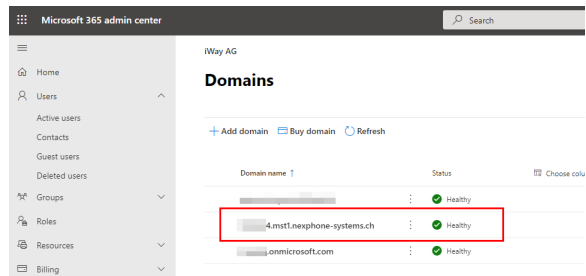 Microsoft 365 admin center
Search
iWay AG
Home
Domains
Users
Active users
Add domain Buy domain Refresh
Contacts
Guest users
Domain name ↑ Status Choose colu
Deleted users
Healthy
Groups
4.mst1.nexphone-systems.ch Healthy
Roles
Resources
.onmicrosoft.com Healthy
Billing